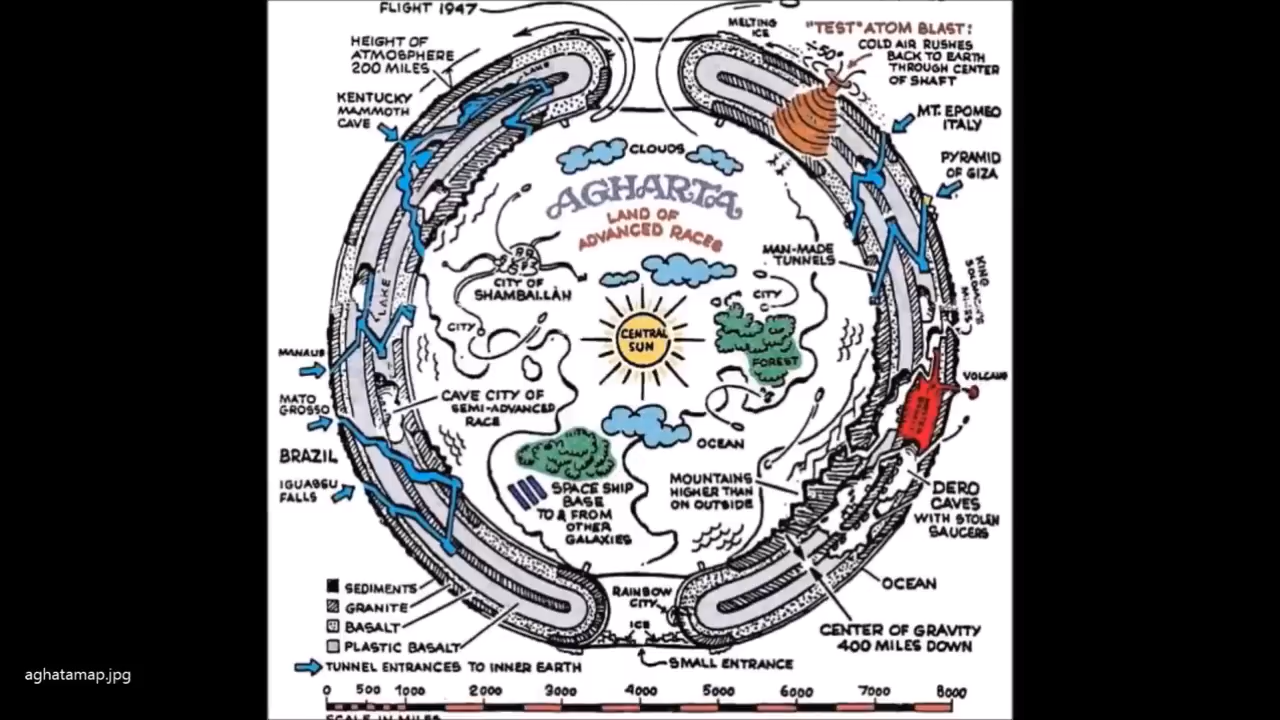 FLIGHT 1947
HEIGHT OF
ATMOSPHERE
200 MILES
MELTING
ICE
"TEST" ATOM BLAST:
÷50°
COLD AIR RUSHES
BACK TO EARTH
THROUGH CENTER
OF SHAFT
LAKE
KENTUCKY
MAMMOTH
CAVE
MT. EPOMEO
ITALY
CLOUDS
PYRAMID
OF GIZA
AGHARTA
LAND OF
ADVANCED RACES
MAN-MADE
TUNNELS
CITY OF
SHAMBALLAH
LAKE
CITY
KING
MINES
CITY
CENTRAL
SUN
FOREST
MANAUS
VOLCANO
MATO
GROSSO
CAVE CITY OF
SEMI-ADVANCED
RACE
OCEAN
BRAZIL
IGUASSU
FALLS
SPACE SHIP
BASE
TO & FROM
OTHER
GALAXIES
MOUNTAINS
HIGHER THAN
ON OUTSIDE
DERO
CAVES
WITH STOLEN
SAUCERS
OCEAN
SEDIMENTS
GRANITE
BASALT
PLASTIC BASALT
RAINBOW
CITY
ICE
CENTER OF GRAVITY
400 MILES DOWN
TUNNEL ENTRANCES TO INNER EARTH
SMALL ENTRANCE
aghatamap.jpg
0 500 1000 2000 3000 4000 5000 6000 7000 8000
SCALE IN MILES